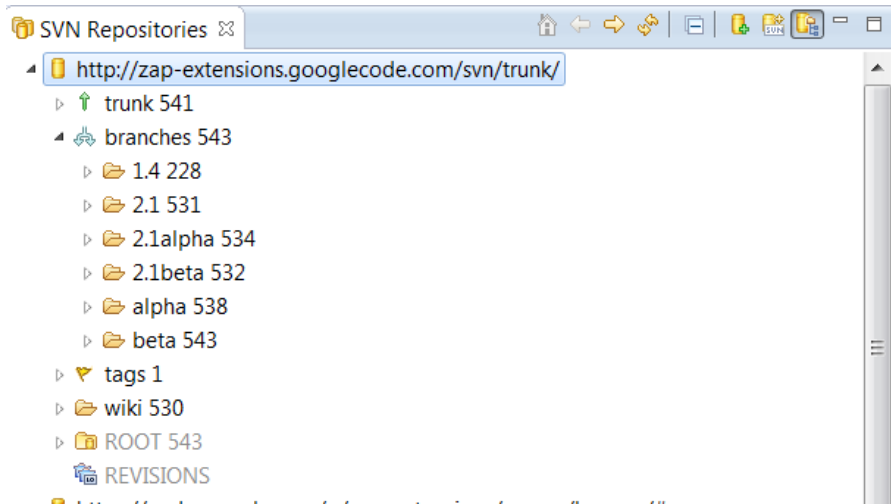 SVN Repositories
http://zap-extensions.googlecode.com/svn/trunk/
trunk 541
branches 543
1.4 228
2.1 531
2.1alpha 534
2.1beta 532
alpha 538
beta 543
tags 1
wiki 530
ROOT 543
REVISIONS